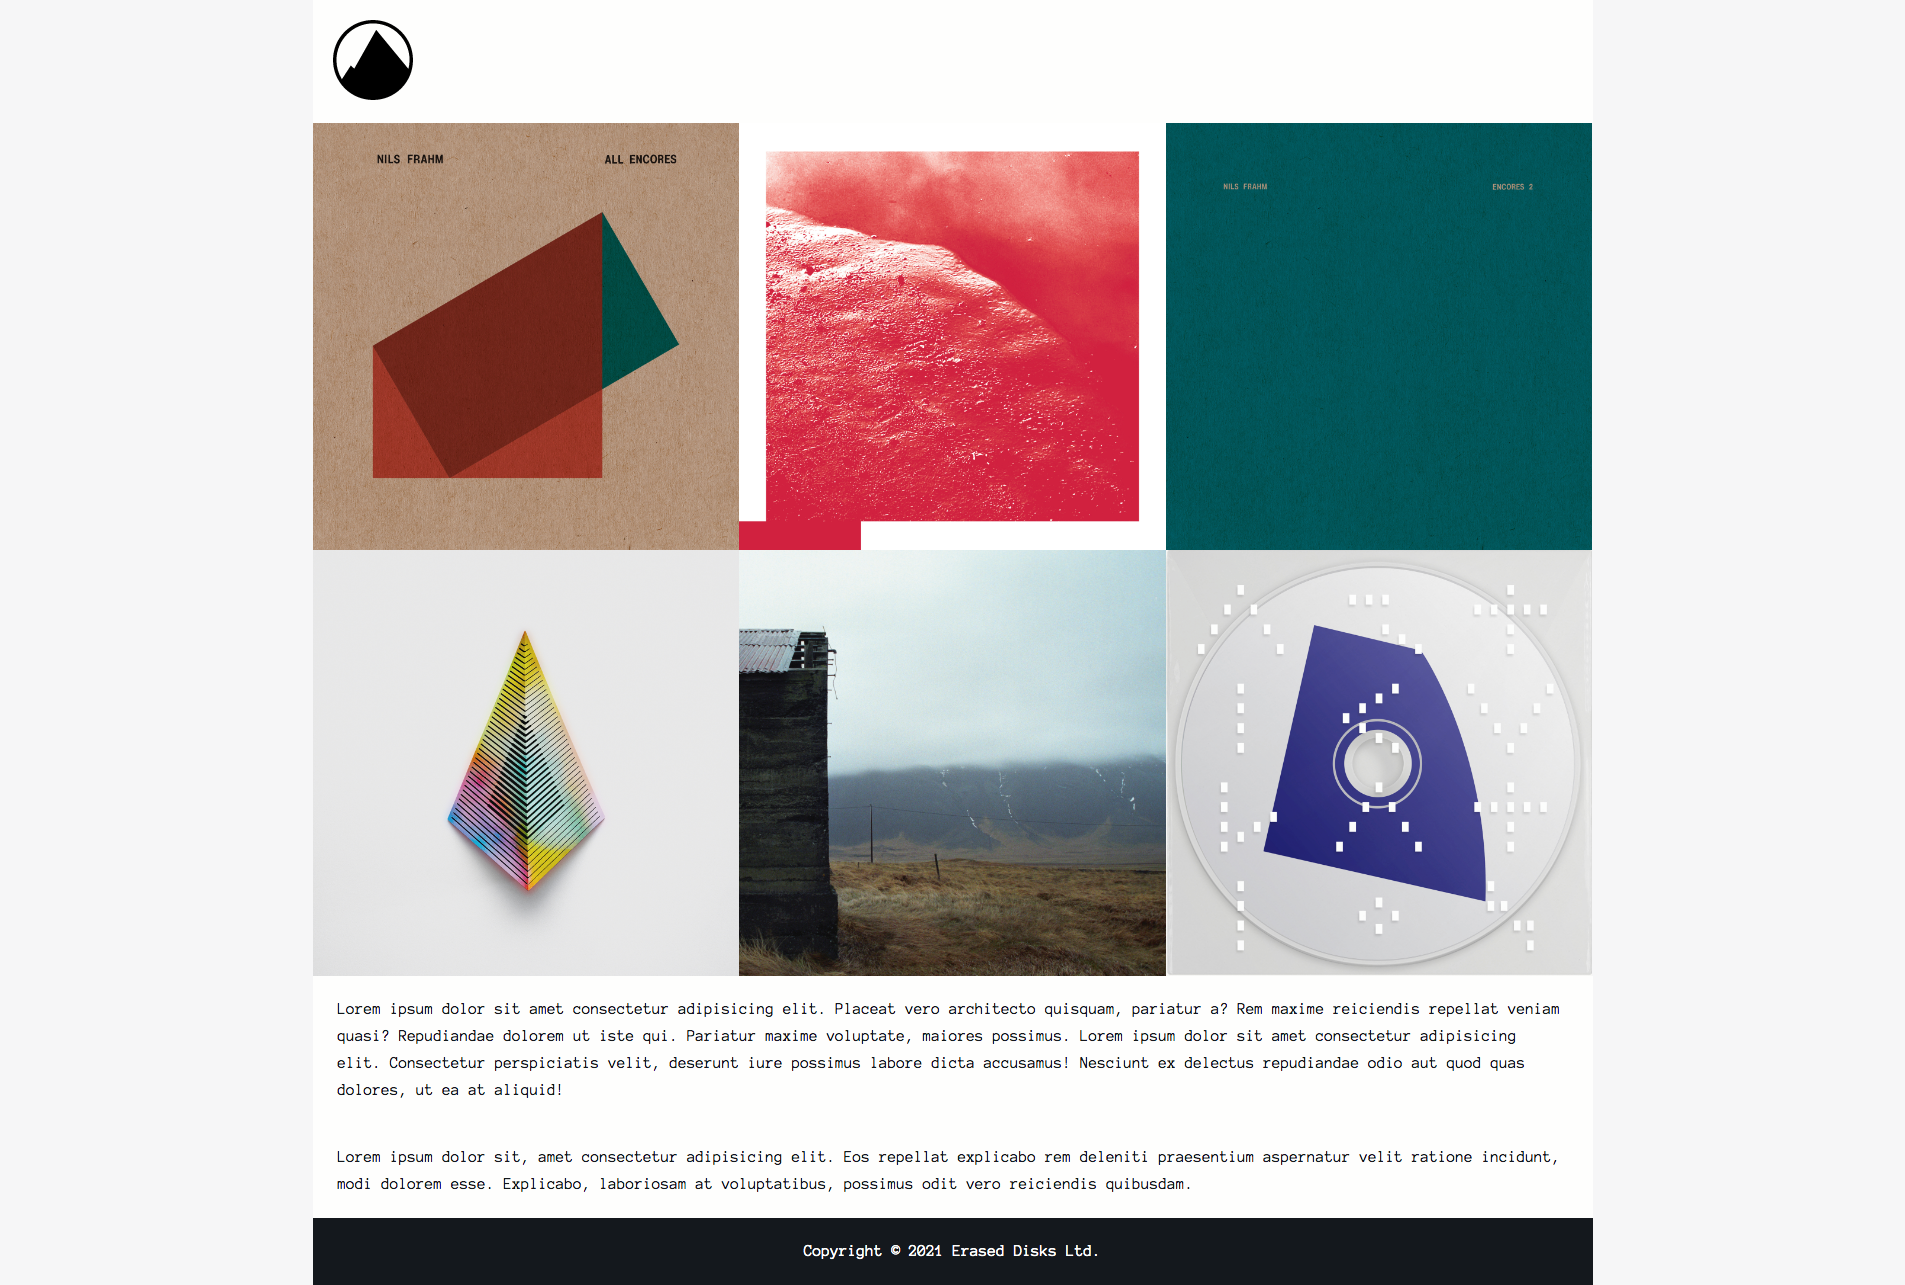 NILS FRAHM
ALL ENCORES
NILS FRAHM
ENCORES 2
Lorem ipsum dolor sit amet consectetur adipisicing elit. Placeat vero architecto quisquam, pariatur a? Rem maxime reiciendis repellat veniam
quasi? Repudiandae dolorem ut iste qui. Pariatur maxime voluptate, maiores possimus. Lorem ipsum dolor sit amet consectetur adipisicing
elit. Consectetur perspiciatis velit, deserunt iure possimus labore dicta accusamus! Nesciunt ex delectus repudiandae odio aut quod quas
dolores, ut ea at aliquid!
Lorem ipsum dolor sit, amet consectetur adipisicing elit. Eos repellat explicabo rem deleniti praesentium aspernatur velit ratione incidunt,
modi dolorem esse. Explicabo, laboriosam at voluptatibus, possimus odit vero reiciendis quibusdam.
Copyright © 2021 Erased Disks Ltd.